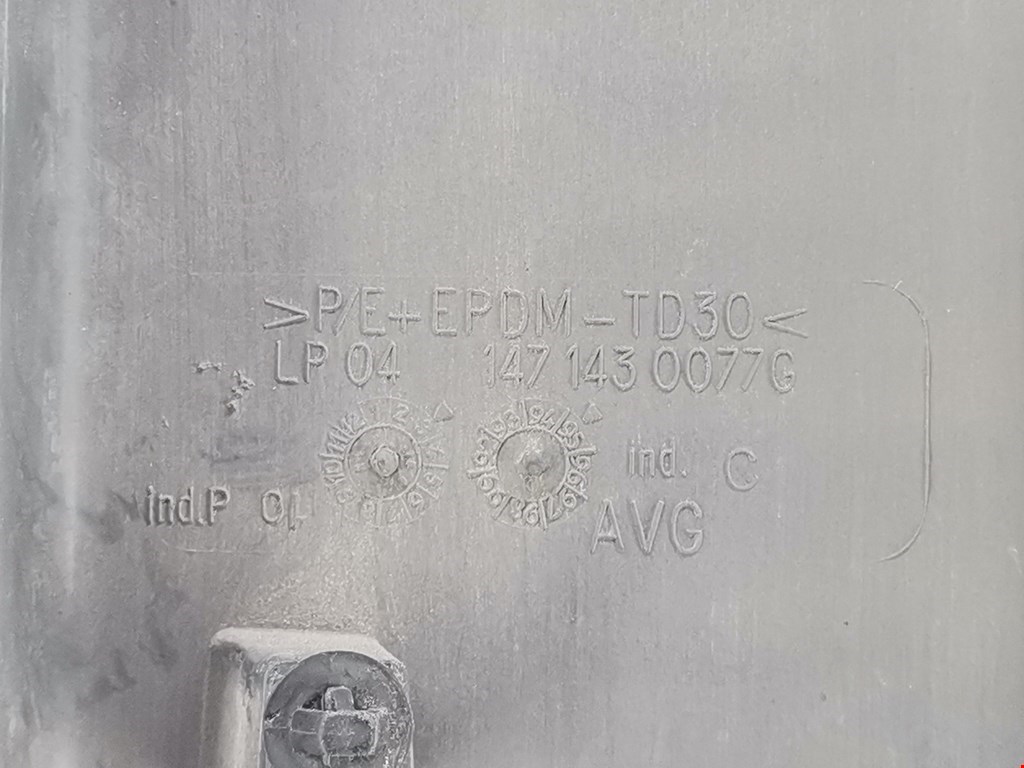 >P/E+EPDM-TD30<
LP 04 147 143 0077G
ind. C
ind.P 01
AVG